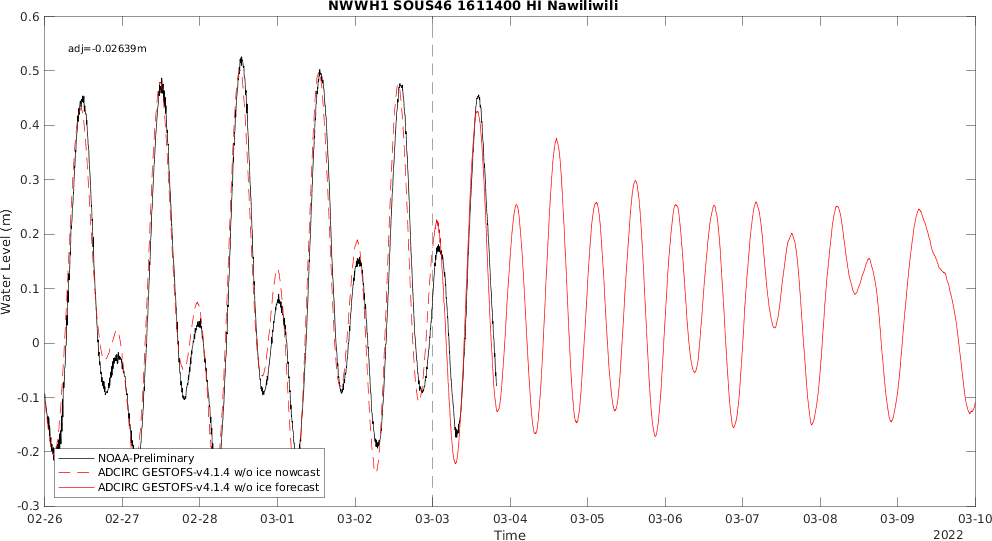 NWWH1 SOUS46 1611400 HI Nawiliwili
adj=-0.02639m
Water Level (m)
0.6
0.5
0.4
0.3
0.2
0.1
0
-0.1
-0.2
-0.3
NOAA-Preliminary
ADCIRC GESTOFS-v4.1.4 w/o ice nowcast
ADCIRC GESTOFS-v4.1.4 w/o ice forecast
02-26 02-27 02-28 03-01 03-02 03-03 03-04 03-05 03-06 03-07 03-08 03-09 03-10
Time
2022